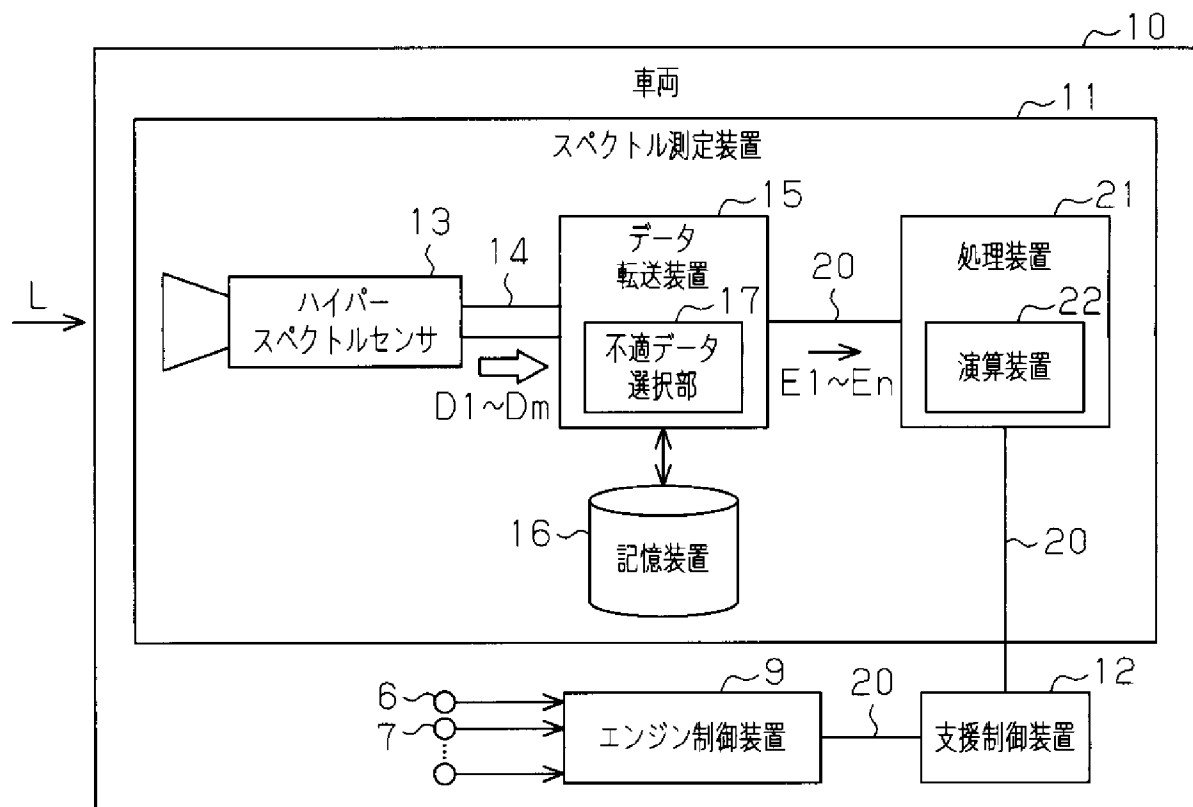 10
車両
11
スペクトル測定装置
15
21
13
データ
転送装置
処理装置
14
20
L
ハイパー
スペクトルセンサ
17
22
不適データ
選択部
演算装置
D1~Dm
E1~En
16
記憶装置
20
9
12
6
20
7
エンジン制御装置
支援制御装置